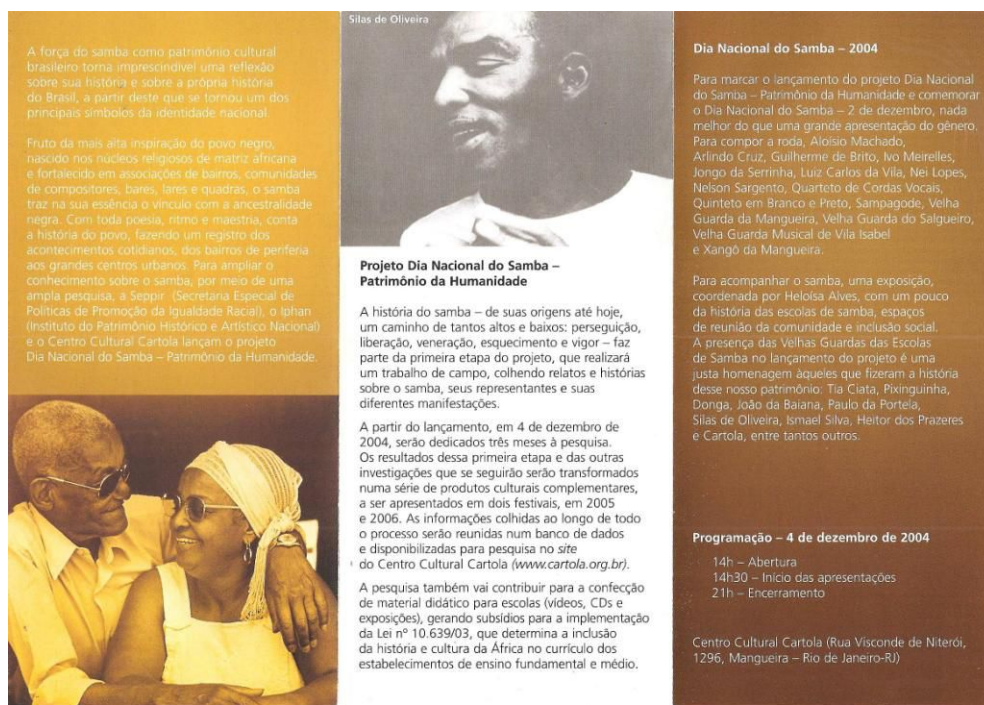 A força do samba como patrimônio cultural
brasileiro torna imprescindível uma reflexão
sobre sua história e sobre a própria história
do Brasil, a partir deste que se tornou um dos
principais símbolos da identidade nacional.
Fruto da mais alta inspiração do povo negro,
nascido nos núcleos religiosos de matriz africana
e fortalecido em associações de bairros, comunidades
de compositores, bares, lares e quadras, o samba
traz na sua essência o vínculo com a ancestralidade
negra. Com toda poesia, ritmo e maestria, conta
a história do povo, fazendo um registro dos
acontecimentos cotidianos, dos bairros de periferia
aos grandes centros urbanos. Para ampliar o
conhecimento sobre o samba, por meio de uma
ampla pesquisa, a Seppir (Secretaria Especial de
Políticas de Promoção da Igualdade Racial), o Iphan
(Instituto do Patrimônio Histórico e Artístico Nacional)
e o Centro Cultural Cartola lançam o projeto
Dia Nacional do Samba – Patrimônio da Humanidade.
Silas de Oliveira
Projeto Dia Nacional do Samba –
Patrimônio da Humanidade
A história do samba – de suas origens até hoje,
um caminho de tantos altos e baixos: perseguição,
liberação, veneração, esquecimento e vigor – faz
parte da primeira etapa do projeto, que realizará
um trabalho de campo, colhendo relatos e histórias
sobre o samba, seus representantes e suas
diferentes manifestações.
A partir do lançamento, em 4 de dezembro de
2004, serão dedicados três meses à pesquisa.
Os resultados dessa primeira etapa e das outras
investigações que se seguirão serão transformados
numa série de produtos culturais complementares,
a ser apresentados em dois festivais, em 2005
e 2006. As informações colhidas ao longo de todo
o processo serão reunidas num banco de dados
e disponibilizadas para pesquisa no site
do Centro Cultural Cartola (www.cartola.org.br).
A pesquisa também vai contribuir para a confecção
de material didático para escolas (vídeos, CDs e
exposições), gerando subsídios para a implementação
da Lei nº 10.639/03, que determina a inclusão
da história e cultura da África no currículo dos
estabelecimentos de ensino fundamental e médio.
Dia Nacional do Samba – 2004
Para marcar o lançamento do projeto Dia Nacional
do Samba – Patrimônio da Humanidade e comemorar
o Dia Nacional do Samba – 2 de dezembro, nada
melhor do que uma grande apresentação do gênero.
Para compor a roda, Aloisio Machado,
Arlindo Cruz, Guilherme de Brito, Ivo Meirelles,
Jongo da Serrinha, Luiz Carlos da Vila, Nei Lopes,
Nelson Sargento, Quarteto de Cordas Vocais,
Quinteto em Branco e Preto, Sampagode, Velha
Guarda da Mangueira, Velha Guarda do Salgueiro,
Velha Guarda Musical de Vila Isabel
e Xangô da Mangueira.
Para acompanhar o samba, uma exposição,
coordenada por Heloísa Alves, com um pouco
da história das escolas de samba, espaços
de reunião da comunidade e inclusão social.
A presença das Velhas Guardas das Escolas
de Samba no lançamento do projeto é uma
justa homenagem àqueles que fizeram a história
desse nosso patrimônio: Tia Ciata, Pixinguinha,
Donga, João da Baiana, Paulo da Portela,
Silas de Oliveira, Ismael Silva, Heitor dos Prazeres
e Cartola, entre tantos outros.
Programação – 4 de dezembro de 2004
14h – Abertura
14h30 – Início das apresentações
21h – Encerramento
Centro Cultural Cartola (Rua Visconde de Niterói,
1296, Mangueira – Rio de Janeiro-RJ)